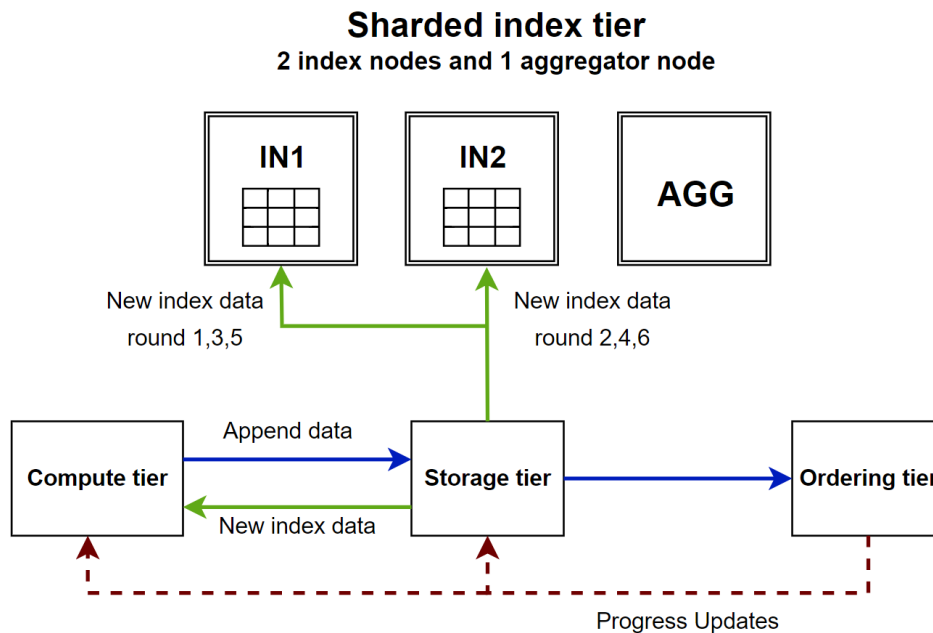 Sharded index tier
2 index nodes and 1 aggregator node
IN1
IN2
AGG
New index data
round 1,3,5
New index data
round 2,4,6
Append data
Compute tier
Storage tier
Ordering tier
New index data
Progress Updates